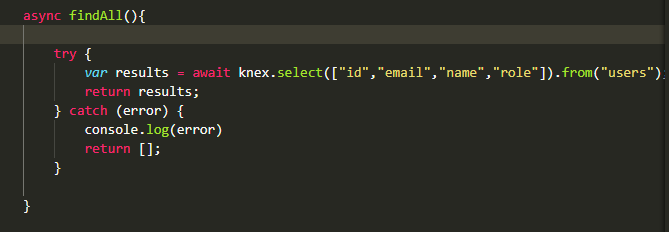 async findAll(){
try {
var results = await knex.select(["id","email","name","role"]).from("users");
return results;
} catch (error) {
console.log(error)
return [];
}
}